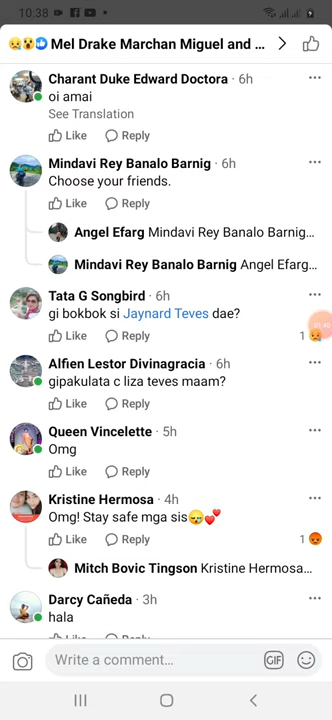 10:38
Mel Drake Marchan Miguel and ...
Charant Duke Edward Doctora · 6h
oi amai
See Translation
Like Reply
Mindavi Rey Banalo Barnig · 6h
Choose your friends.
Like Reply
Angel Efarg Mindavi Rey Banalo Barnig...
Mindavi Rey Banalo Barnig Angel Efarg...
Tata G Songbird · 6h
gi bokbok si Jaynard Teves dae?
Like Reply 1
Alfien Lestor Divinagracia · 6h
gipakulata c liza teves maam?
Like Reply
Queen Vincelette · 5h
Omg
Like Reply
Kristine Hermosa · 4h
Omg! Stay safe mga sis😪💕
Like Reply 1
Mitch Bovic Tingson Kristine Hermosa...
Darcy Cañeda · 3h
hala
Like Reply
Write a comment...
GIF